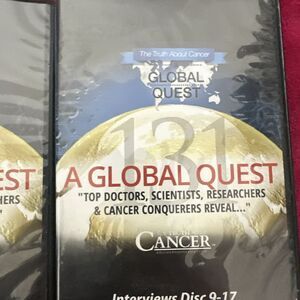 The Truth About Cancer
GLOBAL
QUEST
131
EST
HERS
"
A GLOBAL QUEST
"TOP DOCTORS, SCIENTISTS, RESEARCHERS
& CANCER CONQUERERS REVEAL..."
CANCER
Interviews Disc 9-17